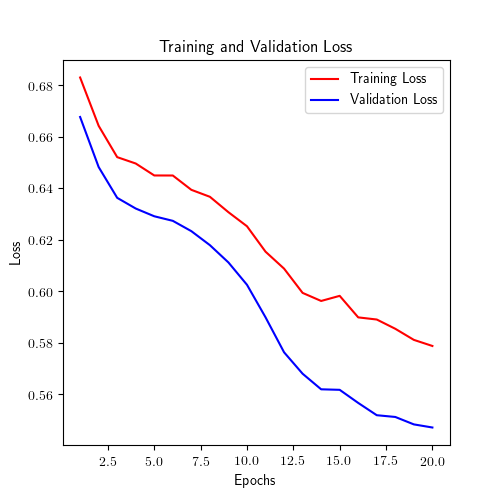 Training and Validation Loss
Training Loss
Validation Loss
Loss
0.68
0.66
0.64
0.62
0.60
0.58
0.56
2.5 5.0 7.5 10.0 12.5 15.0 17.5 20.0
Epochs